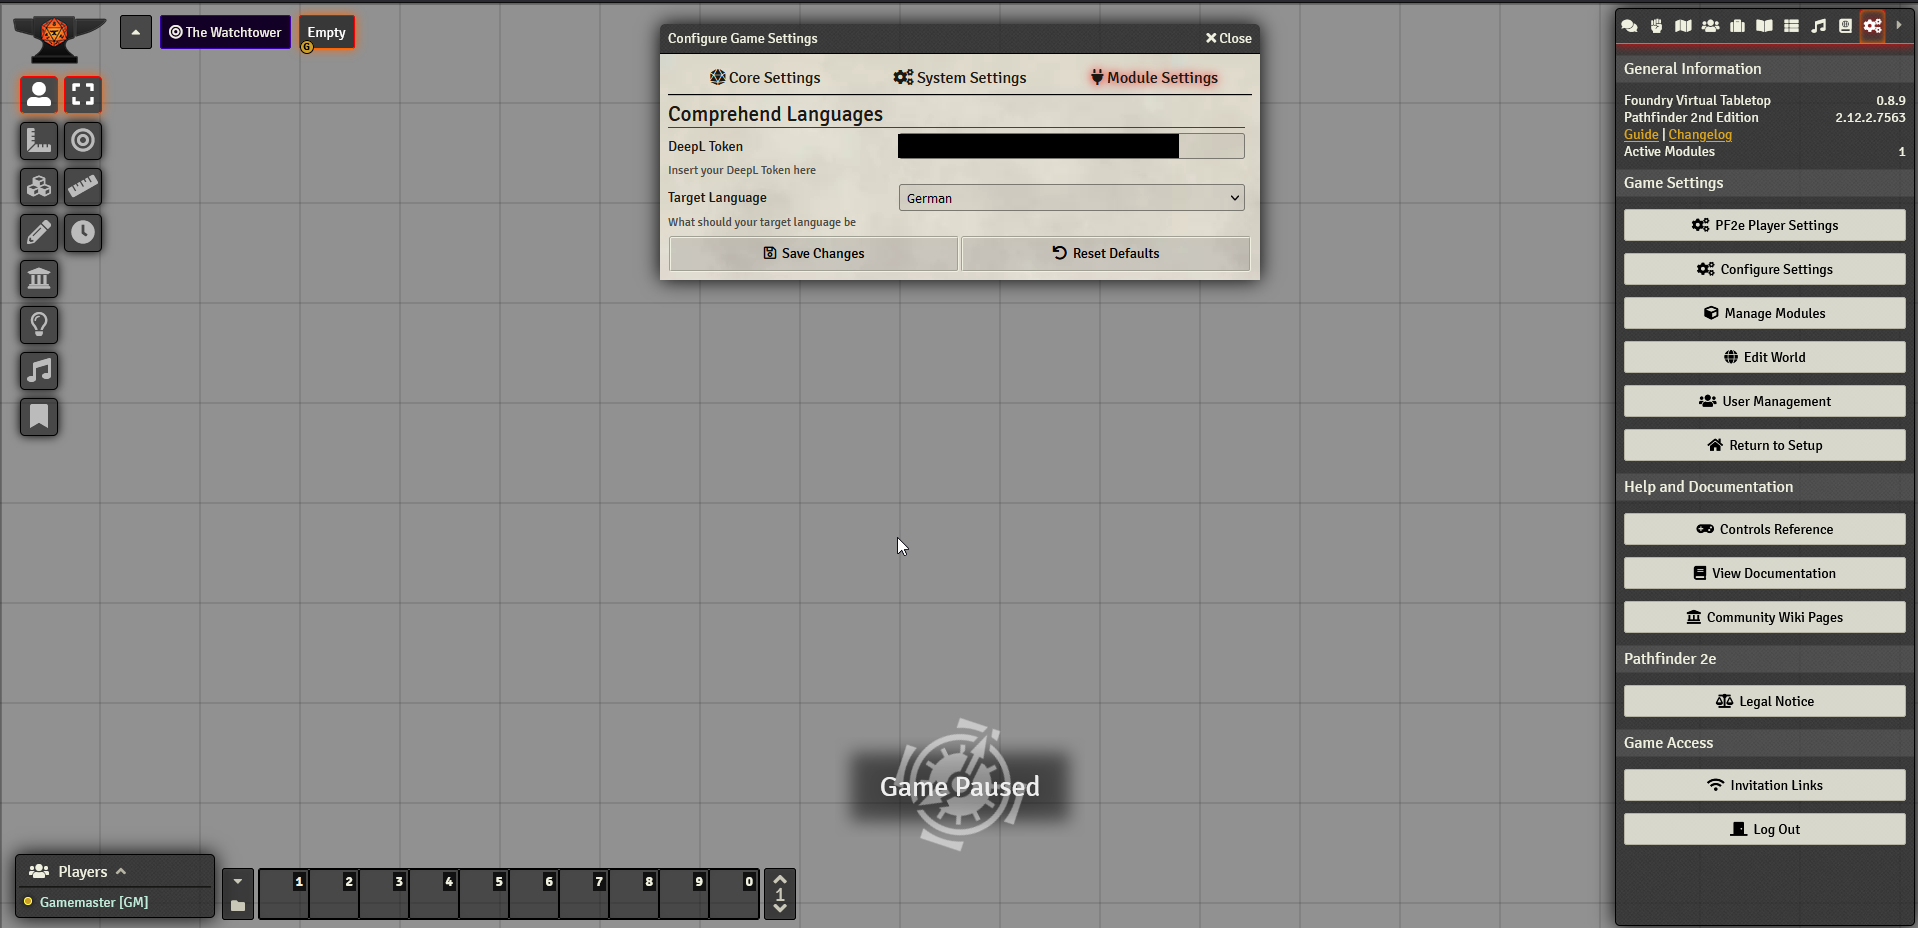 The Watchtower
Empty
G
Configure Game Settings
Close
Core Settings
System Settings
Module Settings
Comprehend Languages
DeepL Token
Insert your DeepL Token here
Target Language
German
What should your target language be
Save Changes
Reset Defaults
General Information
Foundry Virtual Tabletop 0.8.9
Pathfinder 2nd Edition 2.12.2.7563
Guide | Changelog
Active Modules 1
Game Settings
PF2e Player Settings
Configure Settings
Manage Modules
Edit World
User Management
Return to Setup
Help and Documentation
Controls Reference
View Documentation
Community Wiki Pages
Pathfinder 2e
Legal Notice
Game Access
Invitation Links
Log Out
Game Paused
Players
Gamemaster [GM]
1 2 3 4 5 6 7 8 9 0
1